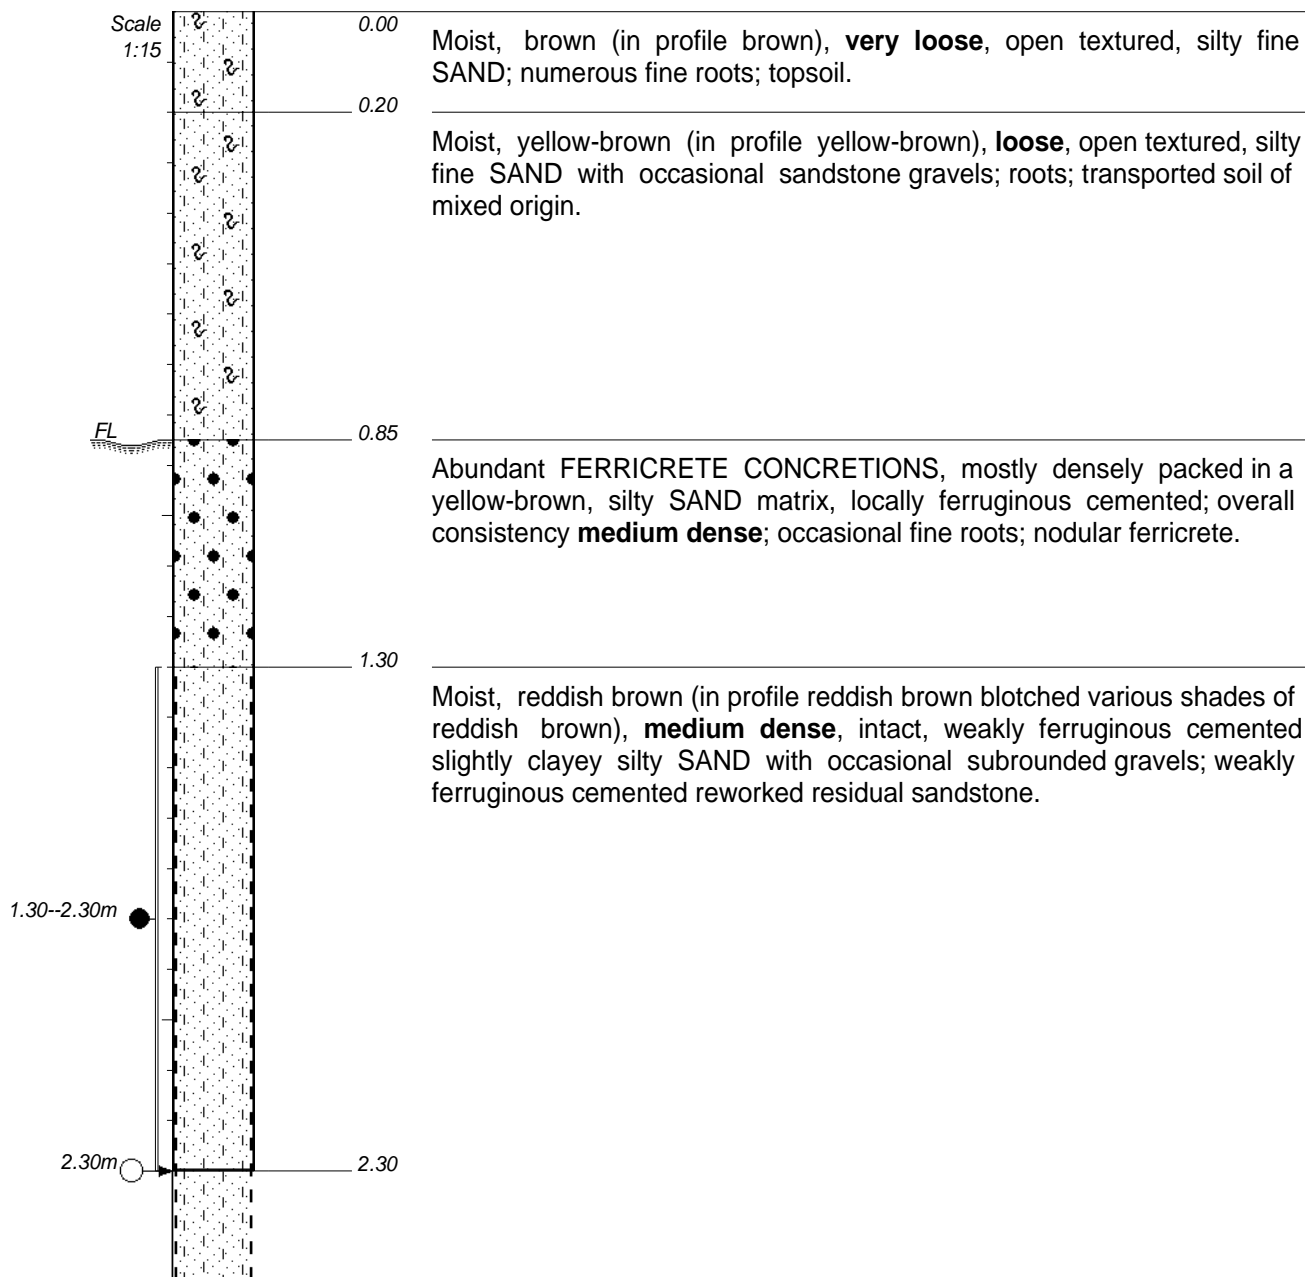 Scale
1:15
0.00
Moist, brown (in profile brown), very loose, open textured, silty fine
SAND; numerous fine roots; topsoil.
0.20
Moist, yellow-brown (in profile yellow-brown), loose, open textured, silty
fine SAND with occasional sandstone gravels; roots; transported soil of
mixed origin.
FL
0.85
Abundant FERRICRETE CONCRETIONS, mostly densely packed in a
yellow-brown, silty SAND matrix, locally ferruginous cemented; overall
consistency medium dense; occasional fine roots; nodular ferricrete.
1.30
Moist, reddish brown (in profile reddish brown blotched various shades of
reddish brown), medium dense, intact, weakly ferruginous cemented
slightly clayey silty SAND with occasional subrounded gravels; weakly
ferruginous cemented reworked residual sandstone.
1.30--2.30m
2.30m
2.30